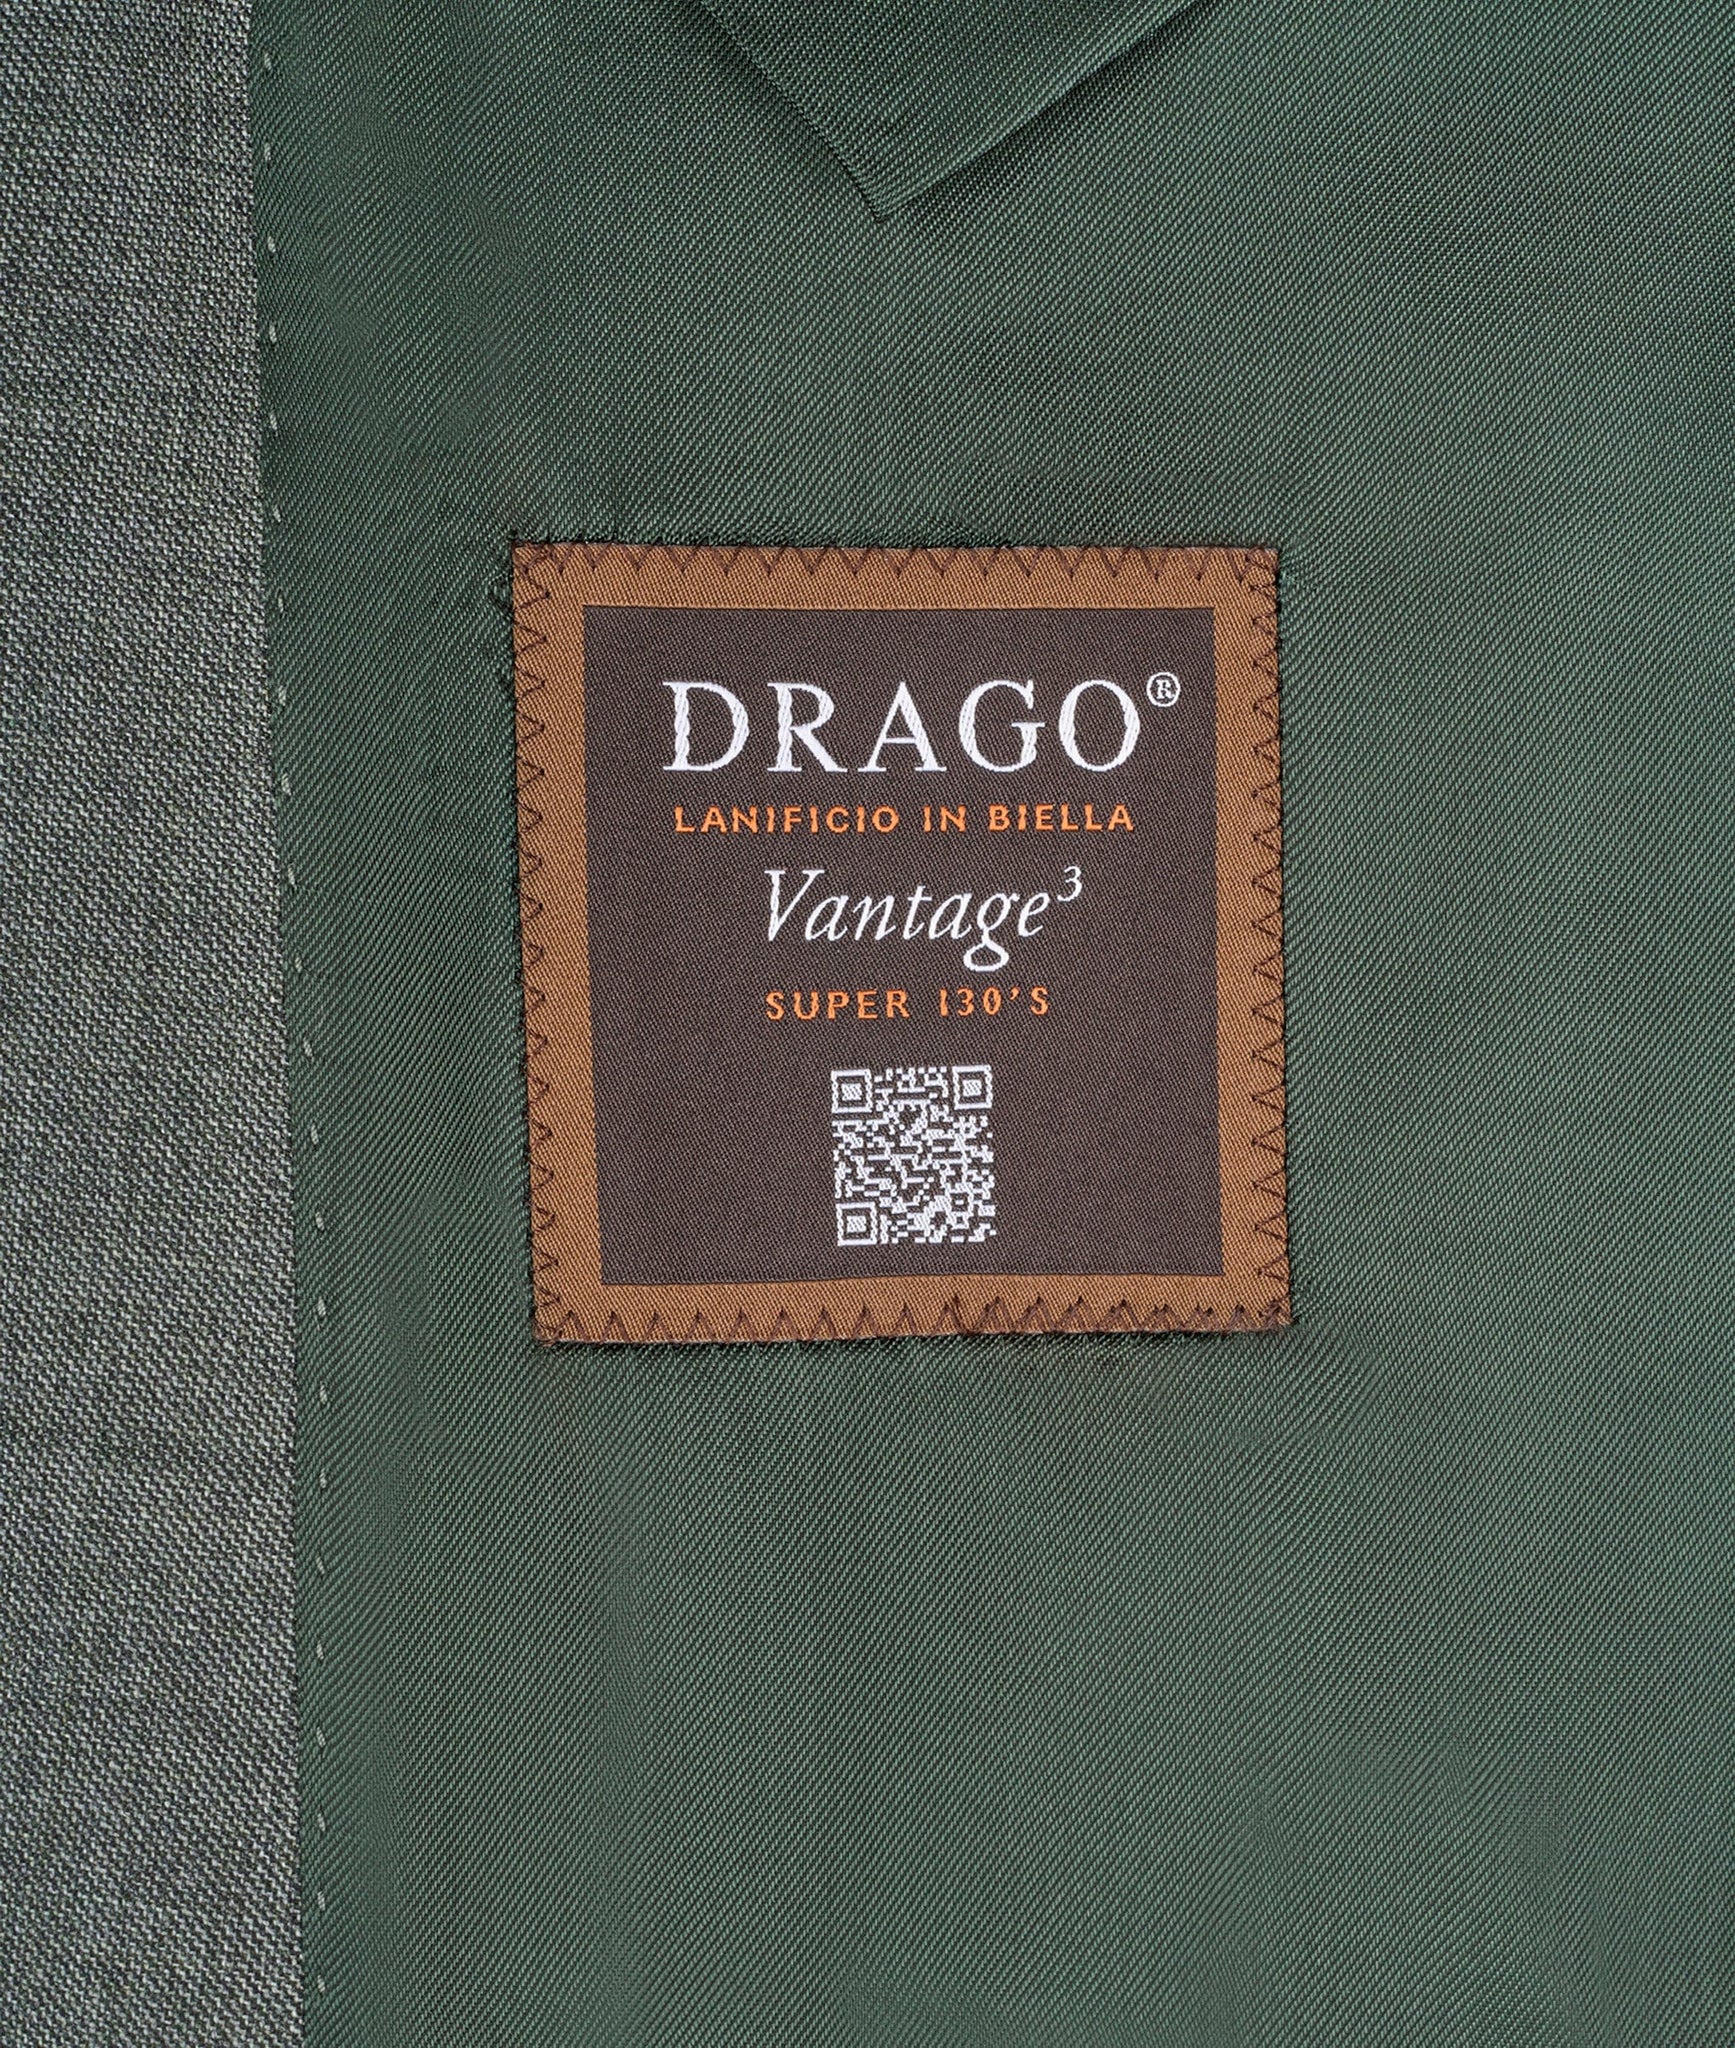 DRAGO®
LANIFICIO IN BIELLA
Vantage³
SUPER 130'S